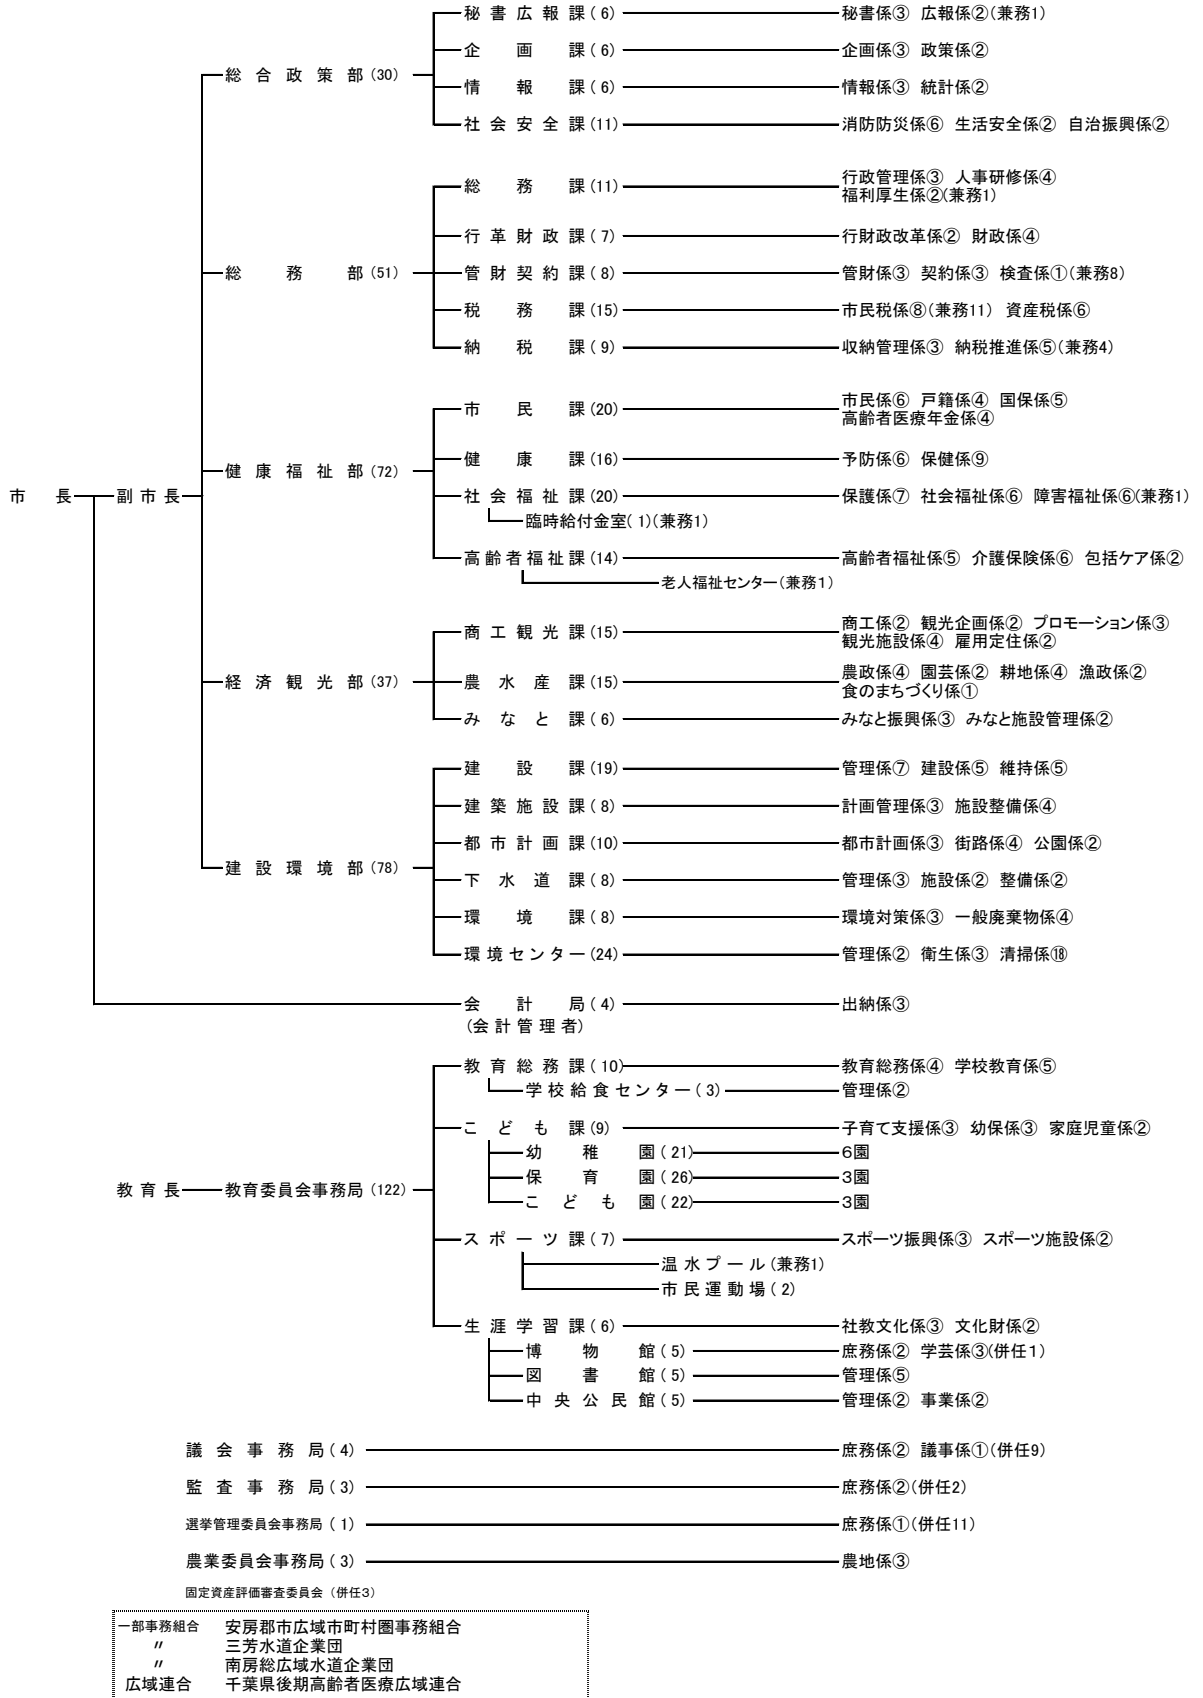 秘書広報課(6) 秘書係③ 広報係②(兼務1)
企画課(6) 企画係③ 政策係②
総合政策部(30)
情報課(6) 情報係③ 統計係②
社会安全課(11) 消防防災係⑥ 生活安全係② 自治振興係②
総務課(11) 行政管理係③ 人事研修係④
福利厚生係②(兼務1)
行革財政課(7) 行財政改革係② 財政係④
総務部(51) 管財契約課(8) 管財係③ 契約係③ 検査係①(兼務8)
税務課(15) 市民税係⑧(兼務11) 資産税係⑥
納税課(9) 収納管理係③ 納税推進係⑤(兼務4)
市民課(20) 市民係⑥ 戸籍係④ 国保係⑤
高齢者医療年金係④
健康課(16) 予防係⑥ 保健係⑨
健康福祉部(72)
市長 副市長 社会福祉課(20) 保護係⑦ 社会福祉係⑥ 障害福祉係⑥(兼務1)
臨時給付金室(1)(兼務1)
高齢者福祉課(14) 高齢者福祉係⑤ 介護保険係⑥ 包括ケア係②
老人福祉センター(兼務1)
商工観光課(15) 商工係② 観光企画係② プロモーション係③
観光施設係④ 雇用定住係②
経済観光部(37) 農水産課(15) 農政係④ 園芸係② 耕地係④ 漁政係②
食のまちづくり係①
みなと課(6) みなと振興係③ みなと施設管理係②
建設課(19) 管理係⑦ 建設係⑤ 維持係⑤
建築施設課(8) 計画管理係③ 施設整備係④
都市計画課(10) 都市計画係③ 街路係④ 公園係②
建設環境部(78)
下水道課(8) 管理係③ 施設係② 整備係②
環境課(8) 環境対策係③ 一般廃棄物係④
環境センター(24) 管理係② 衛生係③ 清掃係⑱
会計局(4) 出納係③
(会計管理者)
教育総務課(10) 教育総務係④ 学校教育係⑤
学校給食センター(3) 管理係②
こども課(9) 子育て支援係③ 幼保係③ 家庭児童係②
幼稚園(21) 6園
保育園(26) 3園
教育長 教育委員会事務局(122)
こども園(22) 3園
スポーツ課(7) スポーツ振興係③ スポーツ施設係②
温水プール(兼務1)
市民運動場(2)
生涯学習課(6) 社教文化係③ 文化財係②
博物館(5) 庶務係② 学芸係③(併任1)
図書館(5) 管理係⑤
中央公民館(5) 管理係② 事業係②
議会事務局(4) 庶務係② 議事係①(併任9)
監査事務局(3) 庶務係②(併任2)
選挙管理委員会事務局(1) 庶務係①(併任11)
農業委員会事務局(3) 農地係③
固定資産評価審査委員会(併任3)
一部事務組合 安房郡市広域市町村圏事務組合
〃 三芳水道企業団
〃 南房総広域水道企業団
広域連合 千葉県後期高齢者医療広域連合